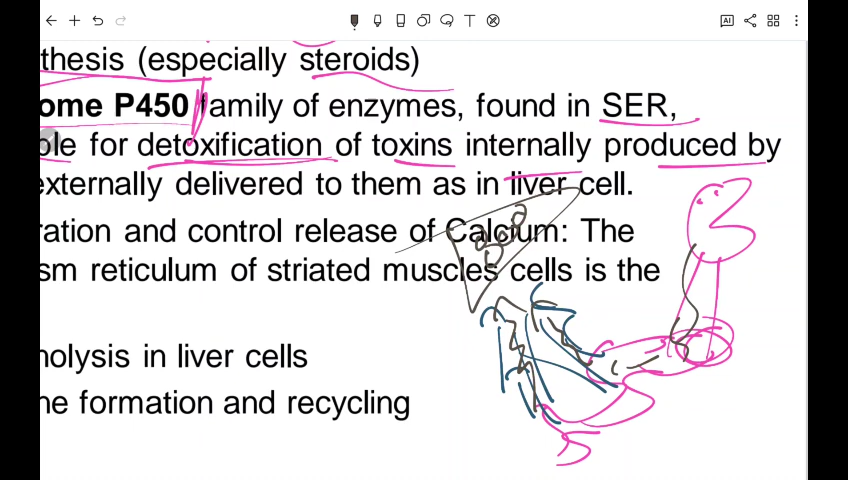 thesis (especially steroids)
ome P450 family of enzymes, found in SER,
ble for detoxification of toxins internally produced by
externally delivered to them as in liver cell.
ration and control release of Calcium: The
sm reticulum of striated muscles cells is the
nolysis in liver cells
ne formation and recycling